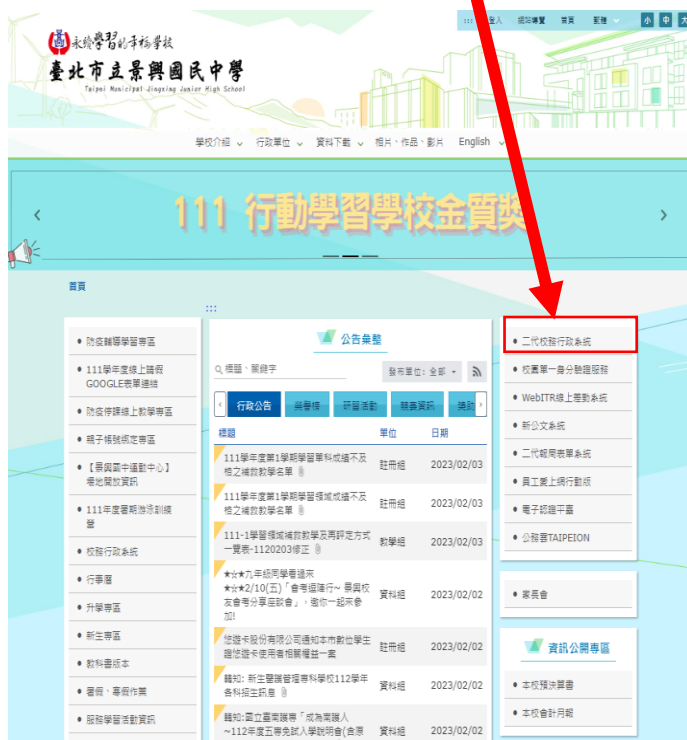 :::
登入
網站導覽
首頁
繁體
小
中
大
永續學習的幸福學校
臺北市立景興國民中學
Taipei Municipal Jingxing Junior High School
學校介紹
行政單位
資料下載
相片、作品、影片
English
111 行動學習學校金質獎
首頁
:::
防疫輔導學習專區
111學年度線上請假
GOOGLE表單連結
防疫停課線上教學專區
親子帳號綁定專區
【景興國中運動中心】
場地開放資訊
111年度暑期游泳訓練
營
校務行政系統
行事曆
升學專區
新生專區
教科書版本
暑假、寒假作業
服務學習活動資訊
公告彙整
標題、關鍵字
發布單位: 全部
行政公告
榮譽榜
研習活動
競賽資訊
獎助
標題
單位
日期
111學年度第1學期學習單科成績不及
格之補救教學名單
註冊組
2023/02/03
111學年度第1學期學習領域成績不及
格之補救教學名單
註冊組
2023/02/03
111-1學習領域補救教學及再評定方式
一覽表-1120203修正
教學組
2023/02/03
★☆★九年級同學看過來
★☆★2/10(五)「會考逗陣行~ 景興校
友會考分享座談會」，邀你一起來參
加!
資料組
2023/02/02
悠遊卡股份有限公司通知本市數位學生
證悠遊卡使用者相關權益一案
註冊組
2023/02/02
轉知: 新生醫護管理專科學校112學年
各科招生訊息
資料組
2023/02/02
轉知:國立臺南護專「成為南護人
~112年度五專免試入學說明會(含原
資料組
2023/02/02
二代校務行政系統
校園單一身分驗證服務
WebITR線上差勤系統
新公文系統
二代報局表單系統
員工愛上網行動版
電子認證平臺
公務雲TAIPEION
家長會
資訊公開專區
本校預決算書
本校會計月報